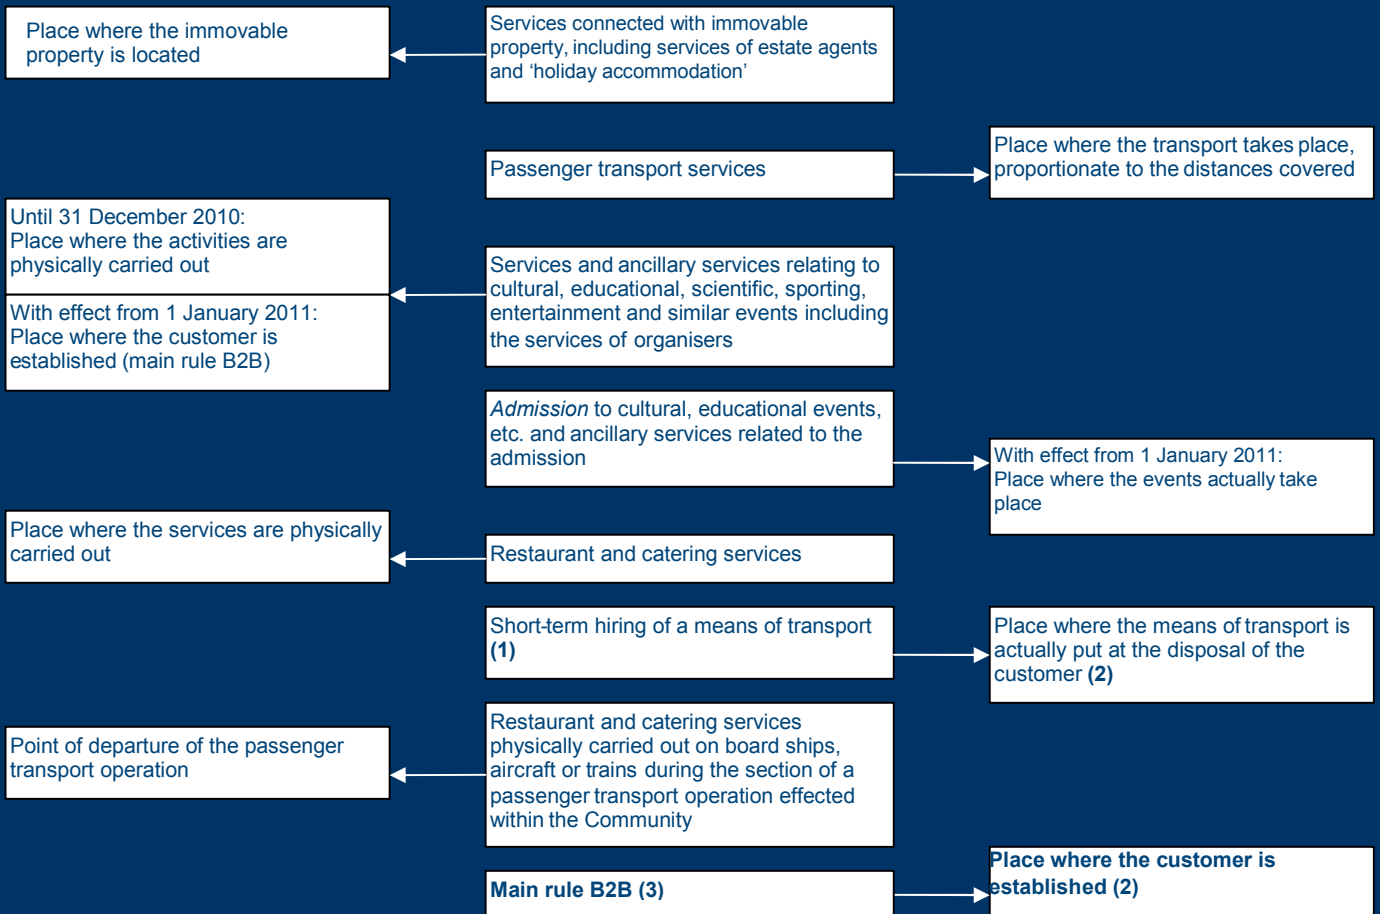 Place where the immovable
property is located
Services connected with immovable
property, including services of estate agents
and ‘holiday accommodation’
Passenger transport services
Place where the transport takes place,
proportionate to the distances covered
Until 31 December 2010:
Place where the activities are
physically carried out
With effect from 1 January 2011:
Place where the customer is
established (main rule B2B)
Services and ancillary services relating to
cultural, educational, scientific, sporting,
entertainment and similar events including
the services of organisers
Admission to cultural, educational events,
etc. and ancillary services related to the
admission
With effect from 1 January 2011:
Place where the events actually take
place
Place where the services are physically
carried out
Restaurant and catering services
Short-term hiring of a means of transport
(1)
Place where the means of transport is
actually put at the disposal of the
customer (2)
Point of departure of the passenger
transport operation
Restaurant and catering services
physically carried out on board ships,
aircraft or trains during the section of a
passenger transport operation effected
within the Community
Main rule B2B (3)
Place where the customer is
established (2)